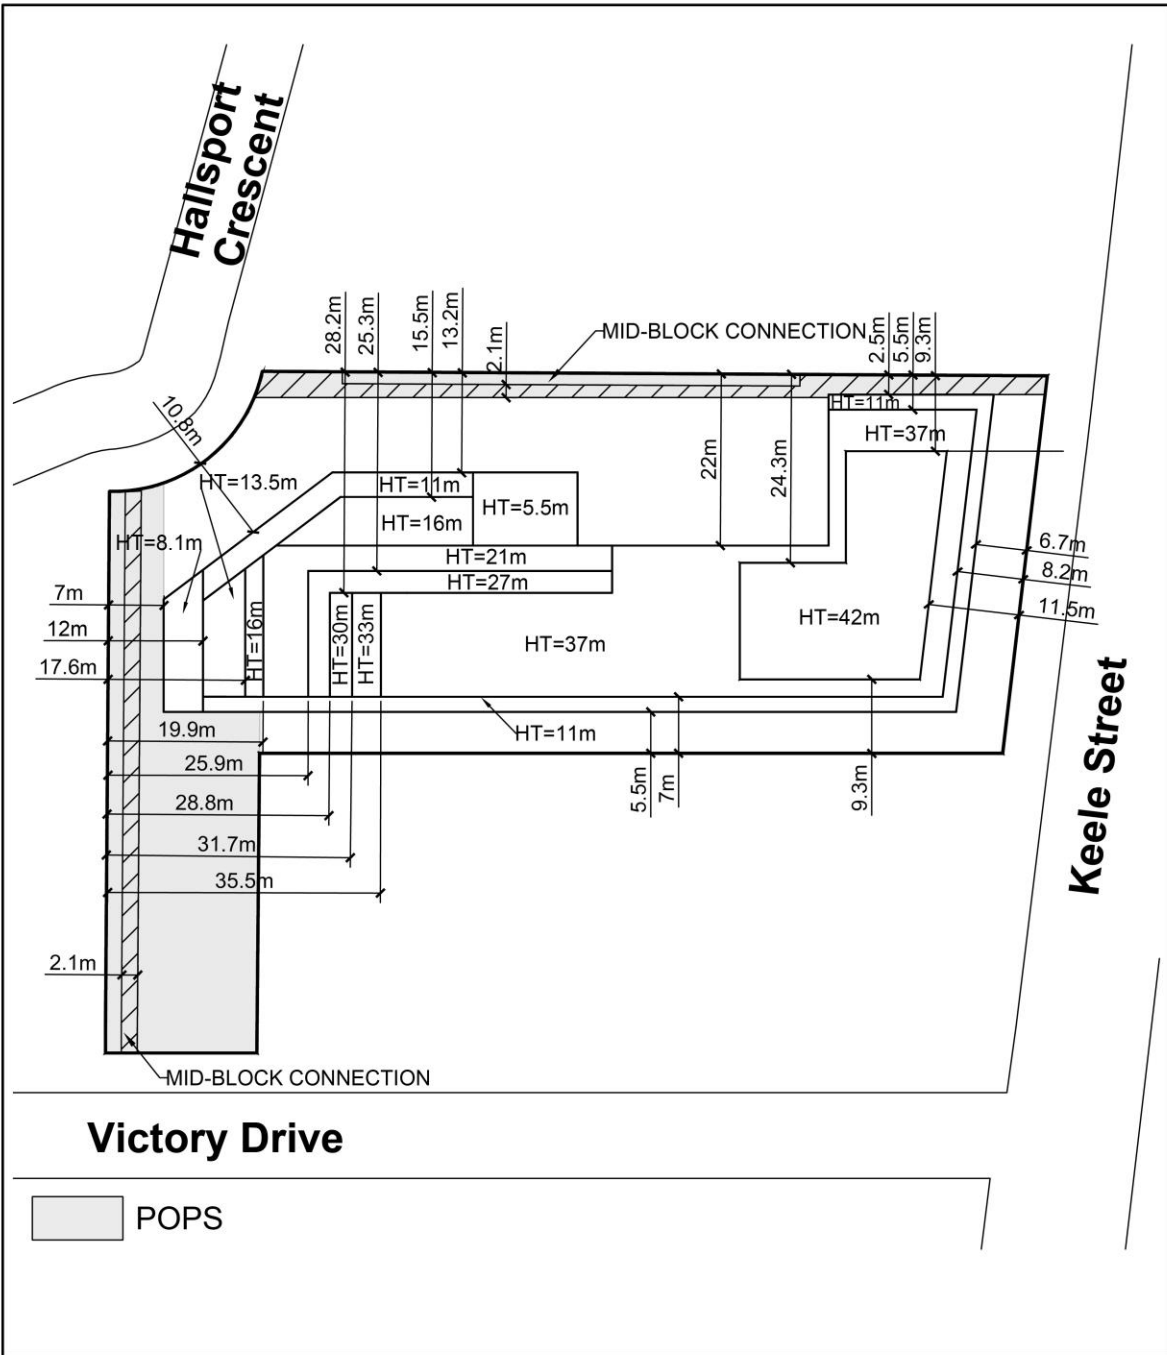 Hallsport
Crescent
28.2m
25.3m
15.5m
13.2m
2.1m
MID-BLOCK CONNECTION
2.5m
5.5m
9.3m
10.8m
HT=11m
HT=37m
HT=13.5m
HT=11m
22m
24.3m
HT=5.5m
HT=16m
HT=8.1m
HT=21m
6.7m
HT=27m
8.2m
7m
11.5m
HT=42m
12m
HT=16m
HT=30m
HT=33m
HT=37m
17.6m
19.9m
HT=11m
25.9m
5.5m
7m
9.3m
28.8m
31.7m
35.5m
Keele Street
2.1m
MID-BLOCK CONNECTION
Victory Drive
POPS